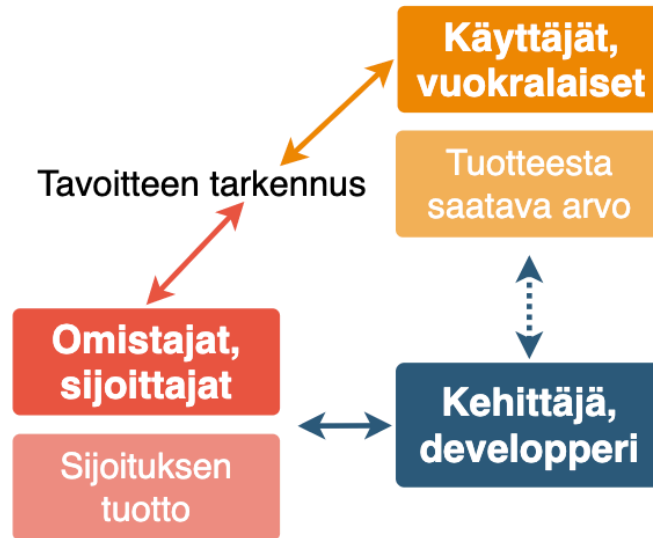 Käyttäjät,
vuokralaiset
Tuotteesta
saatava arvo
Tavoitteen tarkennus
Omistajat,
sijoittajat
Sijoituksen
tuotto
Kehittäjä,
developperi